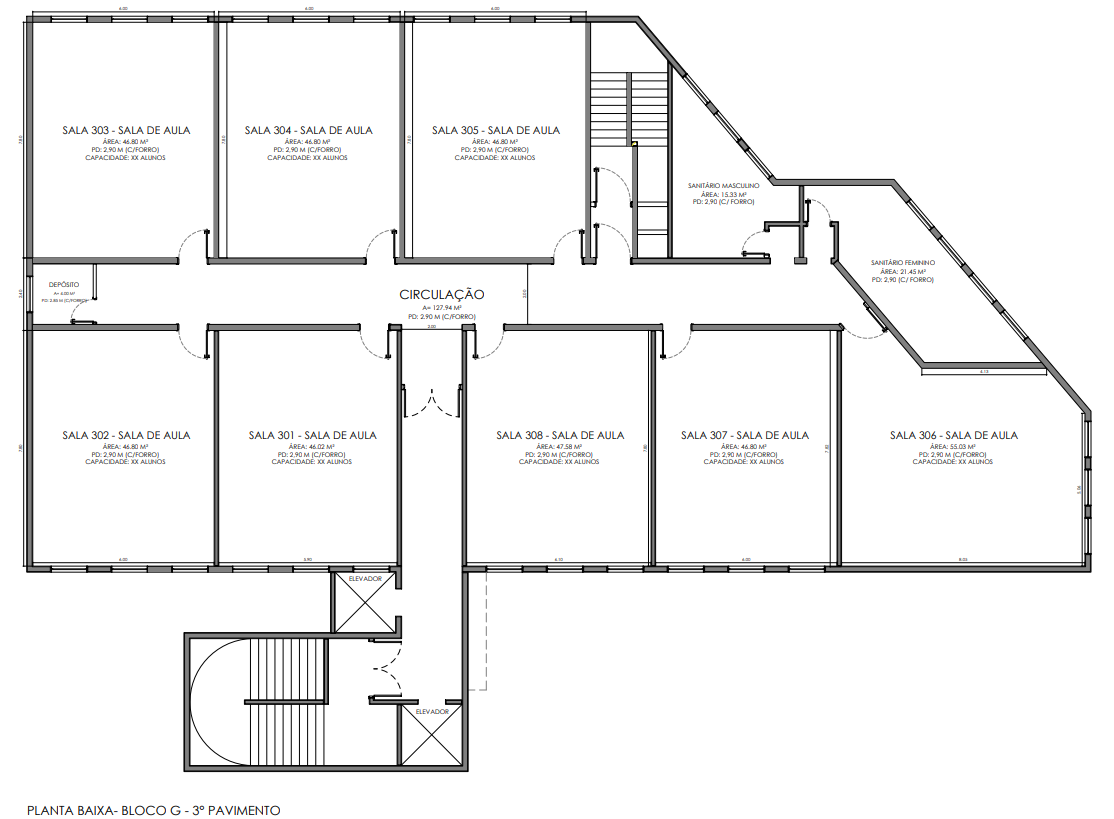 6.00
6.00
6.00
SALA 303 - SALA DE AULA
ÁREA: 46.80 M²
PD: 2,90 M (C/FORRO)
CAPACIDADE: XX ALUNOS
7.80
SALA 304 - SALA DE AULA
ÁREA: 46.80 M²
PD: 2,90 M (C/FORRO)
CAPACIDADE: XX ALUNOS
7.80
SALA 305 - SALA DE AULA
ÁREA: 46.80 M²
PD: 2,90 M (C/FORRO)
CAPACIDADE: XX ALUNOS
7.80
SANITÁRIO MASCULINO
ÁREA: 15.33 M²
PD: 2,90 (C/ FORRO)
SANITÁRIO FEMININO
ÁREA: 21.45 M²
PD: 2,90 (C/ FORRO)
DEPÓSITO
A= 6.00 M²
PD: 2.85 M (C/FORRO)
2.40
CIRCULAÇÃO
A= 127.94 M²
PD: 2.90 M (C/FORRO)
2.00
2.00
4.15
SALA 302 - SALA DE AULA
ÁREA: 46.80 M²
PD: 2,90 M (C/FORRO)
CAPACIDADE: XX ALUNOS
7.80
SALA 301 - SALA DE AULA
ÁREA: 46.02 M²
PD: 2,90 M (C/FORRO)
CAPACIDADE: XX ALUNOS
SALA 308 - SALA DE AULA
ÁREA: 47.58 M²
PD: 2,90 M (C/FORRO)
CAPACIDADE: XX ALUNOS
7.80
SALA 307 - SALA DE AULA
ÁREA: 46.80 M²
PD: 2,90 M (C/FORRO)
CAPACIDADE: XX ALUNOS
7.80
SALA 306 - SALA DE AULA
ÁREA: 55.03 M²
PD: 2,90 M (C/FORRO)
CAPACIDADE: XX ALUNOS
6.00
5.90
6.10
6.00
8.05
ELEVADOR
ELEVADOR
PLANTA BAIXA- BLOCO G - 3º PAVIMENTO